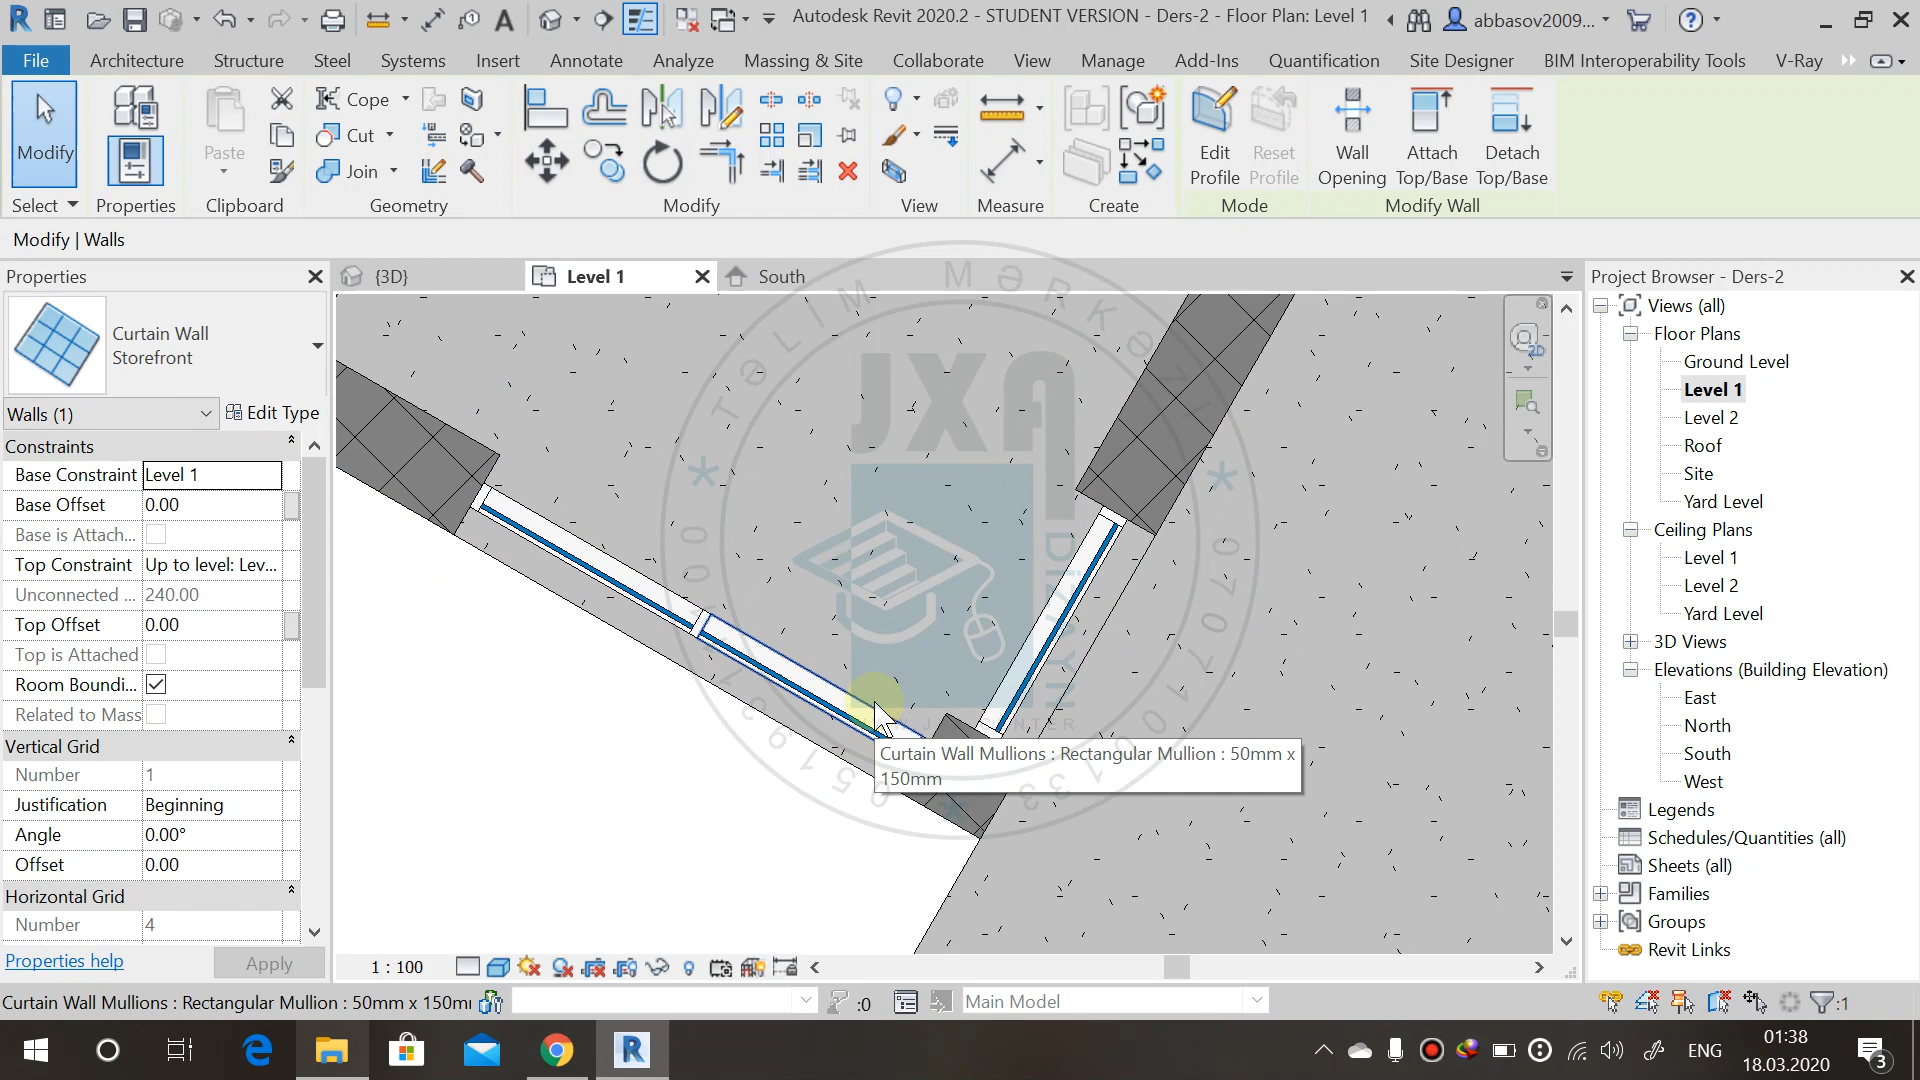 Autodesk Revit 2020.2 - STUDENT VERSION - Ders-2 - Floor Plan: Level 1
abbasov2009...
File Architecture Structure Steel Systems Insert Annotate Analyze Massing & Site Collaborate View Manage Add-Ins Quantification Site Designer BIM Interoperability Tools V-Ray
Modify
Paste
Cope
Cut
Join
Edit Profile
Reset Profile
Wall Opening
Attach Top/Base
Detach Top/Base
Select Properties Clipboard Geometry Modify View Measure Create Mode Modify Wall
Modify | Walls
Properties
Curtain Wall
Storefront
Walls (1) Edit Type
Constraints
Base Constraint Level 1
Base Offset 0.00
Base is Attach...
Top Constraint Up to level: Lev...
Unconnected ... 240.00
Top Offset 0.00
Top is Attached
Room Boundi...
Related to Mass
Vertical Grid
Number 1
Justification Beginning
Angle 0.00°
Offset 0.00
Horizontal Grid
Number 4
Properties help Apply
{3D} Level 1 South
2D
TƏLİM MƏRKƏZİ
JXA
DİZAYN
Curtain Wall Mullions : Rectangular Mullion : 50mm x
150mm
1 : 100
Project Browser - Ders-2
Views (all)
Floor Plans
Ground Level
Level 1
Level 2
Roof
Site
Yard Level
Ceiling Plans
Level 1
Level 2
Yard Level
3D Views
Elevations (Building Elevation)
East
North
South
West
Legends
Schedules/Quantities (all)
Sheets (all)
Families
Groups
Revit Links
Curtain Wall Mullions : Rectangular Mullion : 50mm x 150m
:0
Main Model
:1
ENG
01:38
18.03.2020
3